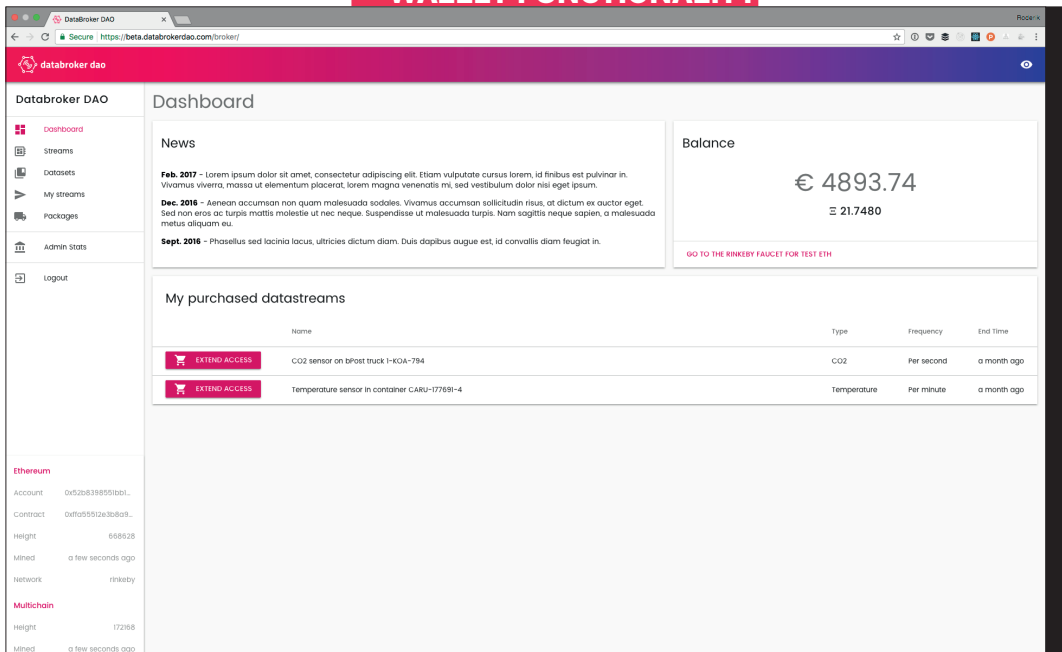 WALLET FUNCTIONALITY
DataBroker DAO
Roder
Secure https://beta.databrokerdao.com/broker/
databroker dao
Databroker DAO
Dashboard
Streams
Datasets
My streams
Packages
Admin Stats
Logout
Dashboard
News
Feb. 2017 - Lorem ipsum dolor sit amet, consectetur adipiscing elit. Etiam vulputate cursus lorem, id finibus est pulvinar in.
Vivamus viverra, massa ut elementum placerat, lorem magna venenatis mi, sed vestibulum dolor nisi eget ipsum.
Dec. 2016 - Aenean accumsan non quam malesuada sodales. Vivamus accumsan sollicitudin risus, at dictum ex auctor eget.
Sed non eros ac turpis mattis molestie ut nec neque. Suspendisse ut malesuada turpis. Nam sagittis neque sapien, a malesuada
metus aliquam eu.
Sept. 2016 - Phasellus sed lacinia lacus, ultricies dictum diam. Duis dapibus augue est, id convallis diam feugiat in.
Balance
€ 4893.74
Ξ 21.7480
GO TO THE RINKEBY FAUCET FOR TEST ETH
My purchased datastreams
Name Type Frequency End Time
EXTEND ACCESS CO2 sensor on bPost truck 1-KOA-794 CO2 Per second a month ago
EXTEND ACCESS Temperature sensor in container CARU-177691-4 Temperature Per minute a month ago
Ethereum
Account 0x52b8398551bb1...
Contract 0x1fa55512e3b8a9...
Height 668628
Mined a few seconds ago
Network rinkeby
Multichain
Height 172168
Mined a few seconds ago